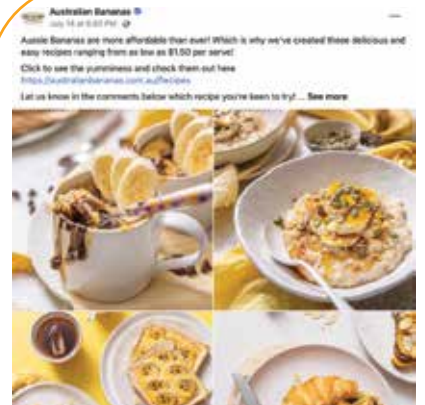 Australian Bananas
July 14 at 5:03 PM
Aussie Bananas are more affordable than ever! Which is why we've created these delicious and
easy recipes ranging from as low as $1.50 per serve!
Click to see the yumminess and check them out here
https://australianbananas.com.au/Recipes
Let us know in the comments below which recipe you're keen to try! ... See more